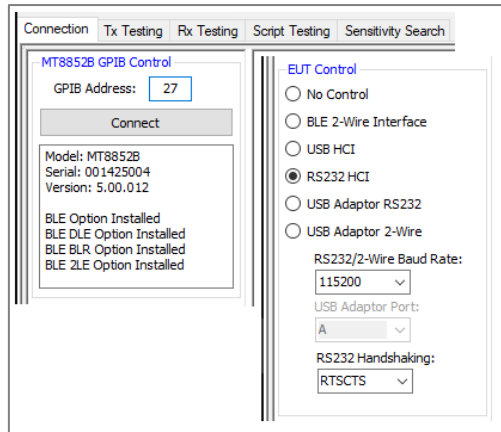 Connection Tx Testing Rx Testing Script Testing Sensitivity Search
MT8852B GPIB Control
GPIB Address: 27
Connect
Model: MT8852B
Serial: 001425004
Version: 5.00.012
BLE Option Installed
BLE DLE Option Installed
BLE BLR Option Installed
BLE 2LE Option Installed
EUT Control
No Control
BLE 2-Wire Interface
USB HCI
RS232 HCI
USB Adaptor RS232
USB Adaptor 2-Wire
RS232/2-Wire Baud Rate:
115200
USB Adaptor Port:
A
RS232 Handshaking:
RTSCTS